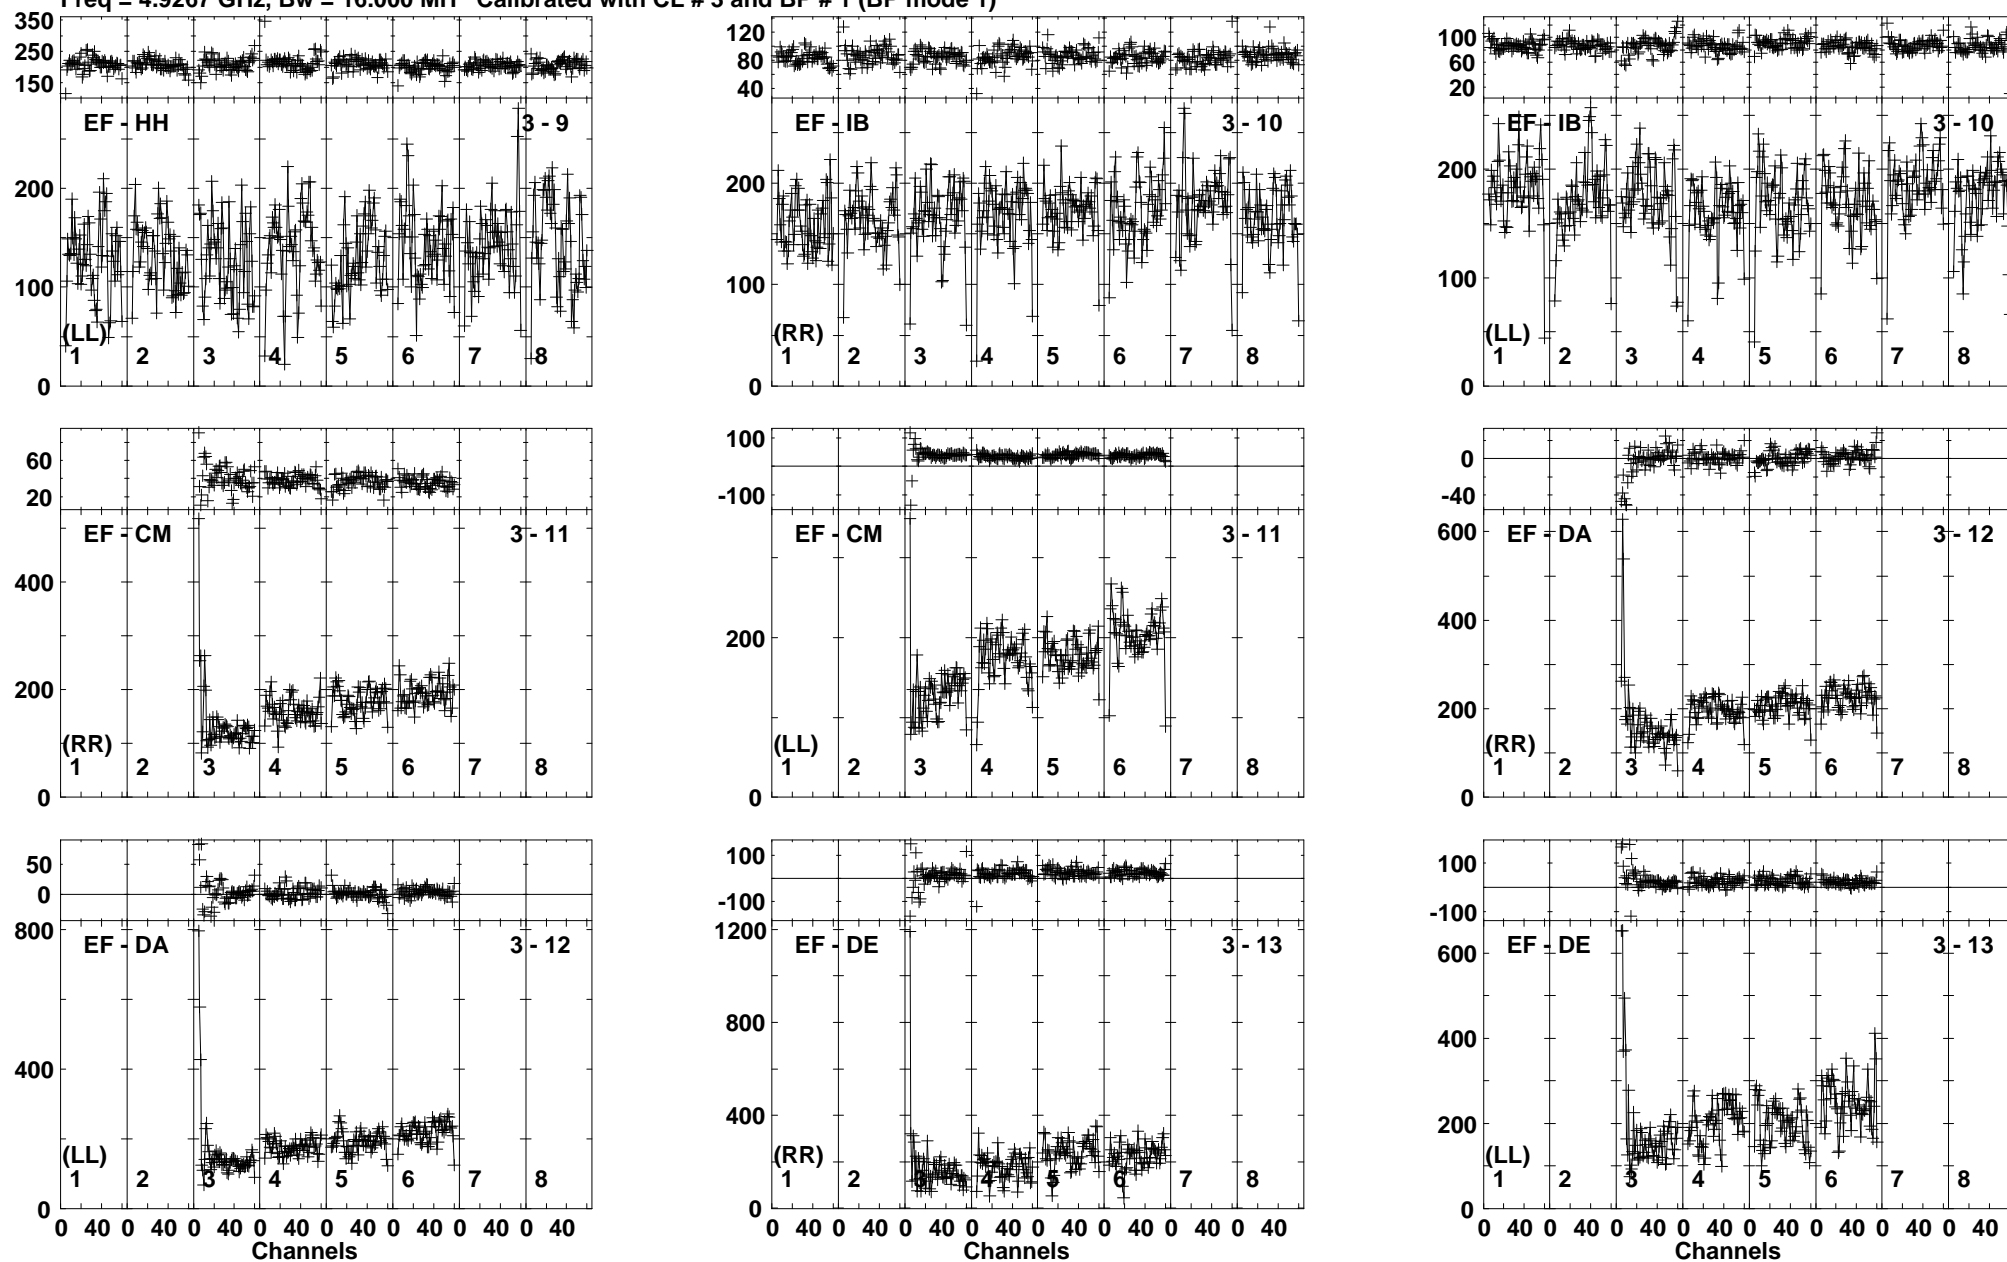 Freq = 4.9267 GHz, Bw = 16.000 MH Calibrated with CL # 3 and BP # 1 (BP mode 1)
350 250 150
120 80 40
100 60 20
EF - HH 3 - 9
200 100 0
(LL)
1 2 3 4 5 6 7 8
EF - IB 3 - 10
200 100 0
(RR)
1 2 3 4 5 6 7 8
EF - IB 3 - 10
200 100 0
(LL)
1 2 3 4 5 6 7 8
60 20
100 -100
0 -40
EF - CM 3 - 11
400 200 0
(RR)
1 2 3 4 5 6 7 8
EF - CM 3 - 11
200 0
(LL)
1 2 3 4 5 6 7 8
EF - DA 3 - 12
600 400 200 0
(RR)
1 2 3 4 5 6 7 8
50 0
100 -100
100 -100
EF - DA 3 - 12
800 400 0
(LL)
1 2 3 4 5 6 7 8
0 40 0 40 0 40 0 40 0 40 0 40 0 40 0 40
Channels
EF - DE 3 - 13
1200 800 400 0
(RR)
1 2 3 4 5 6 7 8
0 40 0 40 0 40 0 40 0 40 0 40 0 40 0 40
Channels
EF - DE 3 - 13
600 400 200 0
(LL)
1 2 3 4 5 6 7 8
0 40 0 40 0 40 0 40 0 40 0 40 0 40 0 40
Channels